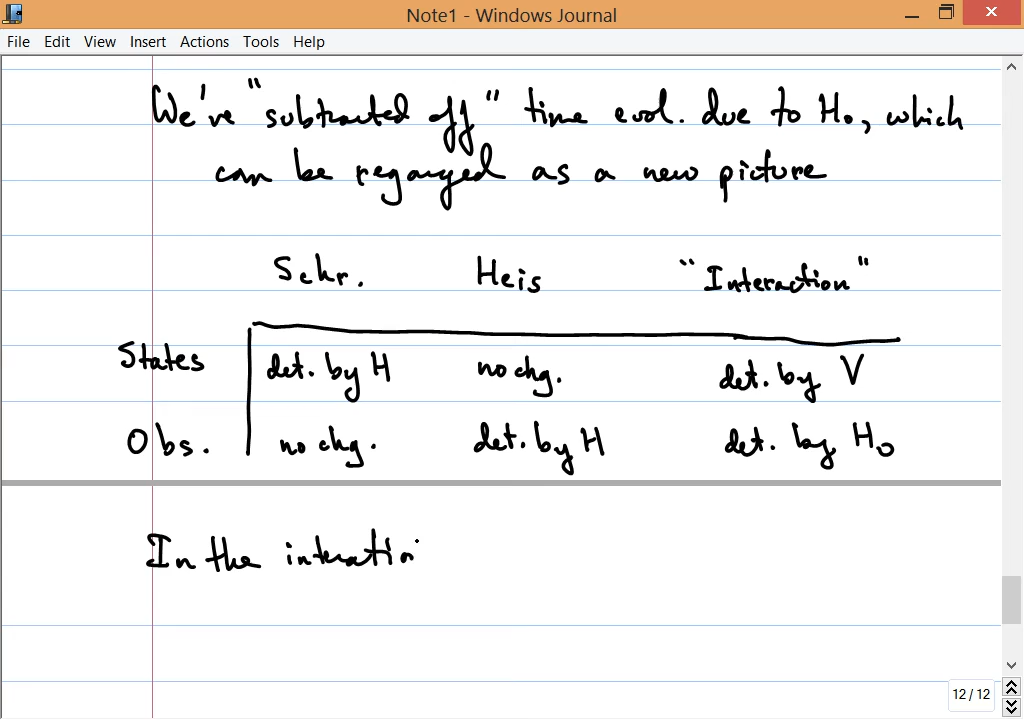 Note1 - Windows Journal
File Edit View Insert Actions Tools Help
We've "subtracted off" time evol. due to H₀, which
can be regarged as a new picture
Schr. Heis "Interaction"
States det. by H no chg. det. by V
Obs. no chg. det. by H det. by H₀
In the interatio
12 / 12